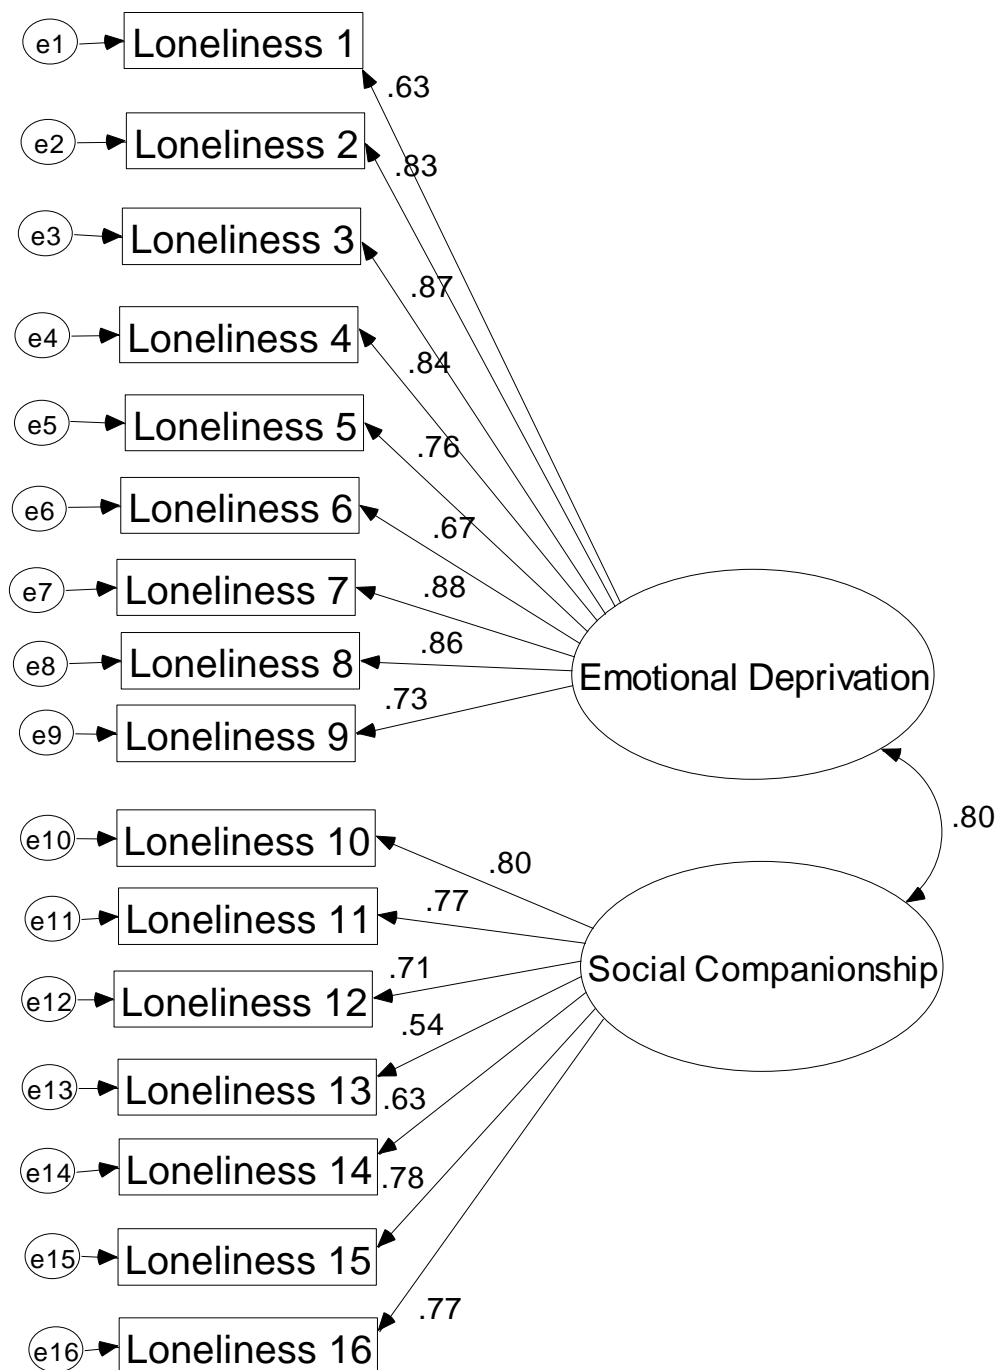 e1 Loneliness 1
.63
e2 Loneliness 2
.83
e3 Loneliness 3
.87
e4 Loneliness 4
.84
e5 Loneliness 5
.76
e6 Loneliness 6
.67
e7 Loneliness 7
.88
e8 Loneliness 8
.86
Emotional Deprivation
e9 Loneliness 9
.73
.80
e10 Loneliness 10
.80
e11 Loneliness 11
.77
Social Companionship
e12 Loneliness 12
.71
.54
e13 Loneliness 13
.63
e14 Loneliness 14
.78
e15 Loneliness 15
.77
e16 Loneliness 16